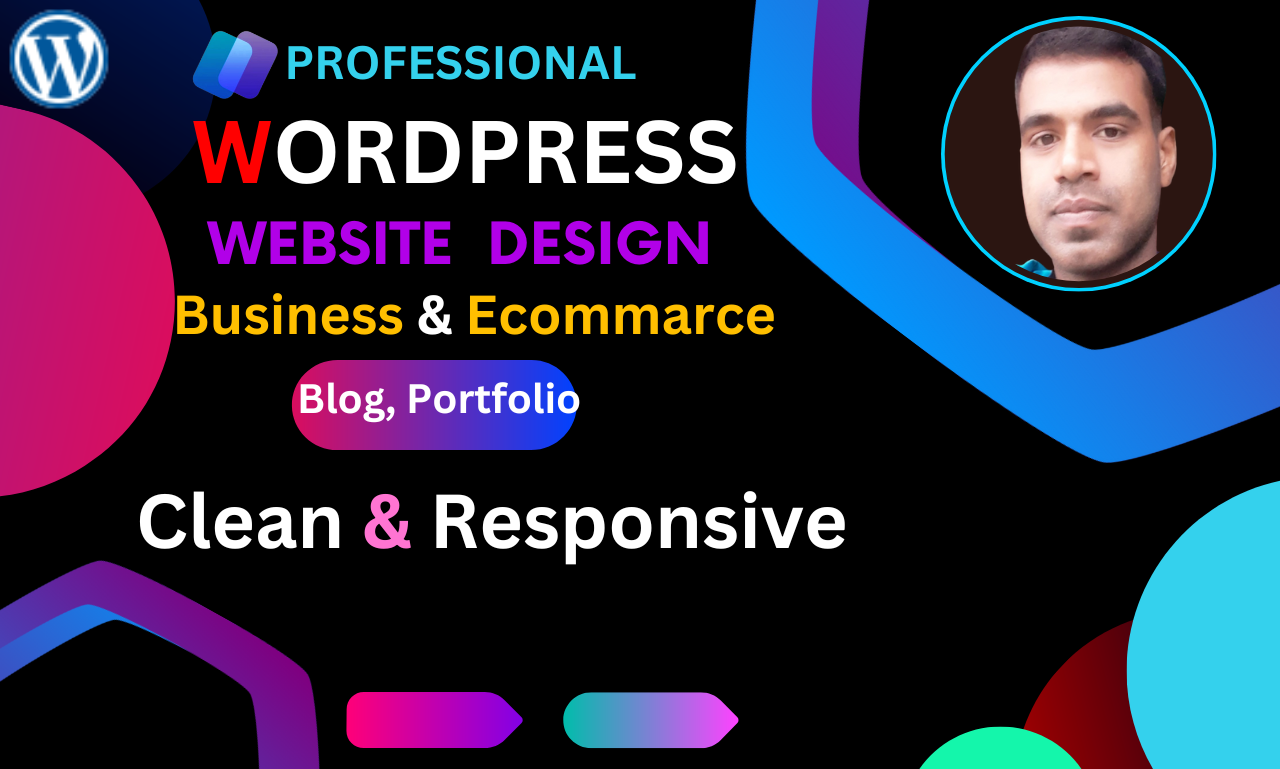 PROFESSIONAL
WORDPRESS
WEBSITE DESIGN
Business & Ecommarce
Blog, Portfolio
Clean & Responsive